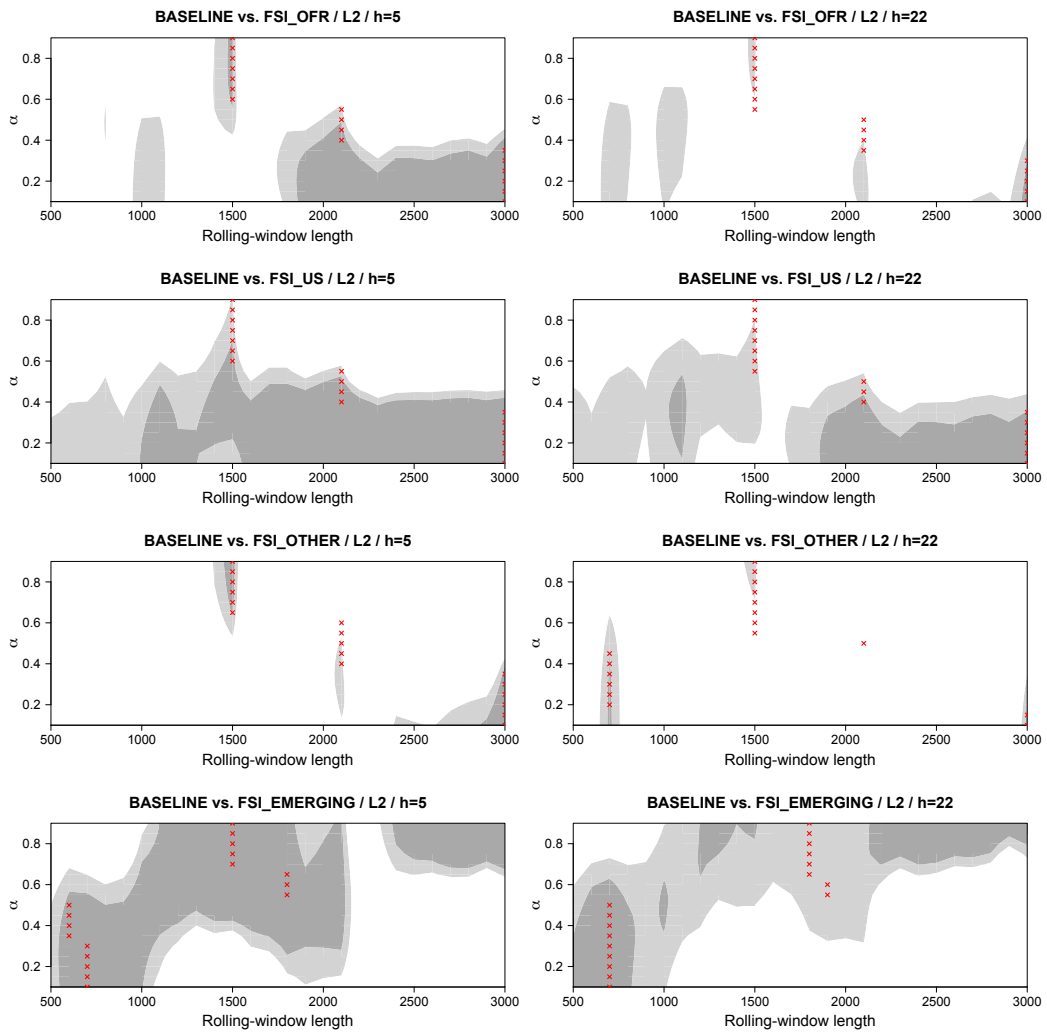 BASELINE vs. FSI_OFR / L2 / h=5
α
0.8
0.6
0.4
0.2
500 1000 1500 2000 2500 3000
Rolling-window length
BASELINE vs. FSI_OFR / L2 / h=22
α
0.8
0.6
0.4
0.2
500 1000 1500 2000 2500 3000
Rolling-window length
BASELINE vs. FSI_US / L2 / h=5
α
0.8
0.6
0.4
0.2
500 1000 1500 2000 2500 3000
Rolling-window length
BASELINE vs. FSI_US / L2 / h=22
α
0.8
0.6
0.4
0.2
500 1000 1500 2000 2500 3000
Rolling-window length
BASELINE vs. FSI_OTHER / L2 / h=5
α
0.8
0.6
0.4
0.2
500 1000 1500 2000 2500 3000
Rolling-window length
BASELINE vs. FSI_OTHER / L2 / h=22
α
0.8
0.6
0.4
0.2
500 1000 1500 2000 2500 3000
Rolling-window length
BASELINE vs. FSI_EMERGING / L2 / h=5
α
0.8
0.6
0.4
0.2
500 1000 1500 2000 2500 3000
Rolling-window length
BASELINE vs. FSI_EMERGING / L2 / h=22
α
0.8
0.6
0.4
0.2
500 1000 1500 2000 2500 3000
Rolling-window length